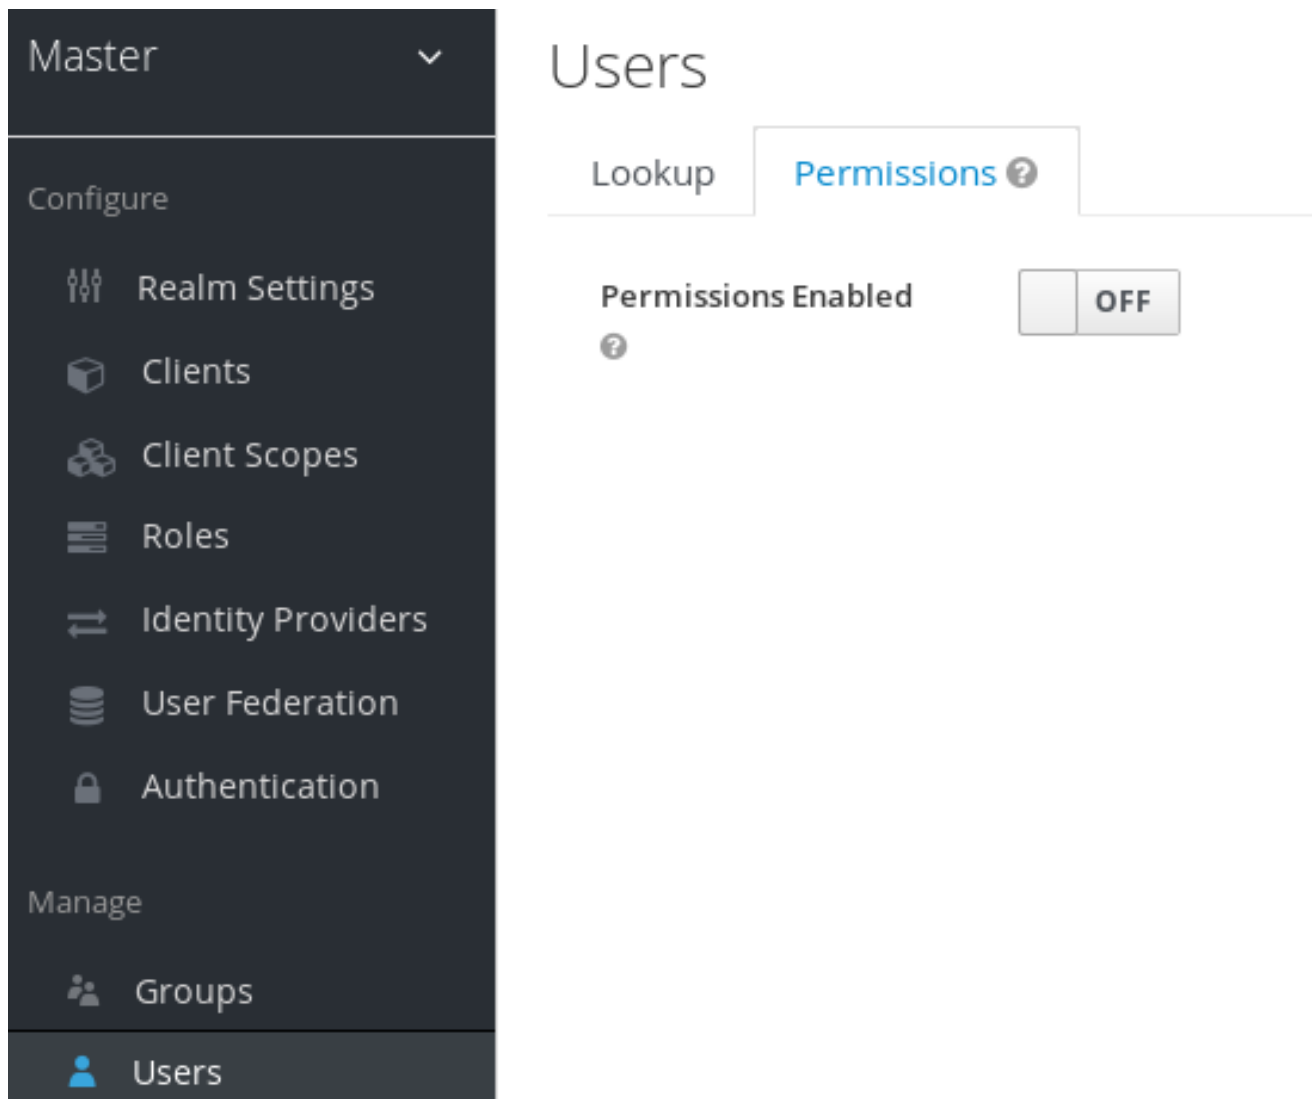 Master
Configure
Realm Settings
Clients
Client Scopes
Roles
Identity Providers
User Federation
Authentication
Manage
Groups
Users
Users
Lookup
Permissions
Permissions Enabled
OFF